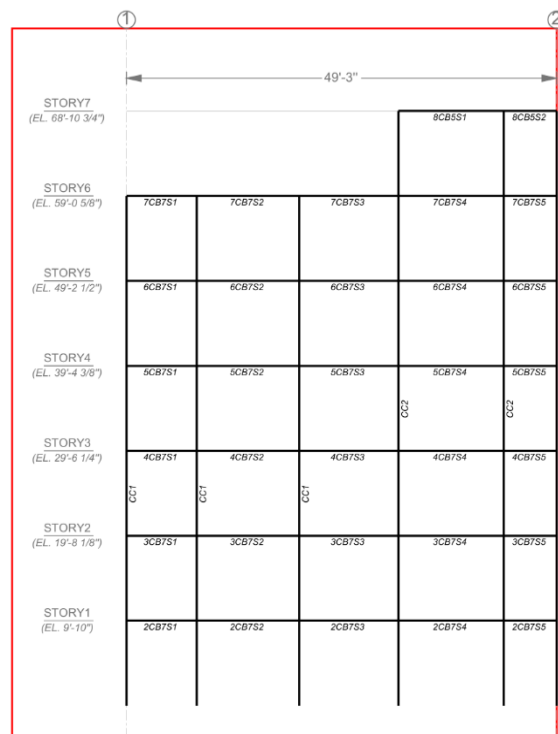 1 2
49'-3"
STORY7
(EL. 68'-10 3/4")
8CB5S1 8CB5S2
STORY6
(EL. 59'-0 5/8")
7CB7S1 7CB7S2 7CB7S3 7CB7S4 7CB7S5
STORY5
(EL. 49'-2 1/2")
6CB7S1 6CB7S2 6CB7S3 6CB7S4 6CB7S5
STORY4
(EL. 39'-4 3/8")
5CB7S1 5CB7S2 5CB7S3 5CB7S4 5CB7S5
CC2 CC2
STORY3
(EL. 29'-6 1/4")
4CB7S1 4CB7S2 4CB7S3 4CB7S4 4CB7S5
CC1 CC1 CC1
STORY2
(EL. 19'-8 1/8")
3CB7S1 3CB7S2 3CB7S3 3CB7S4 3CB7S5
STORY1
(EL. 9'-10")
2CB7S1 2CB7S2 2CB7S3 2CB7S4 2CB7S5